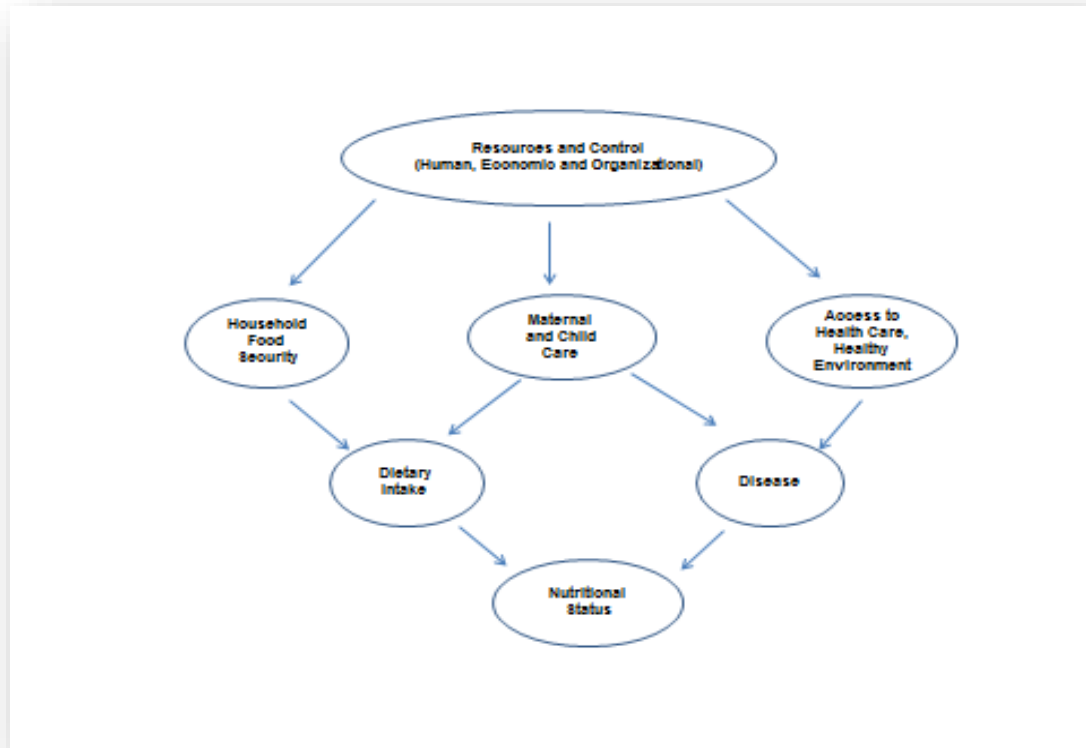 Resources and Control
(Human, Economic and Organizational)
Household
Food
Security
Maternal
and Child
Care
Access to
Health Care,
Healthy
Environment
Dietary
Intake
Disease
Nutritional
Status